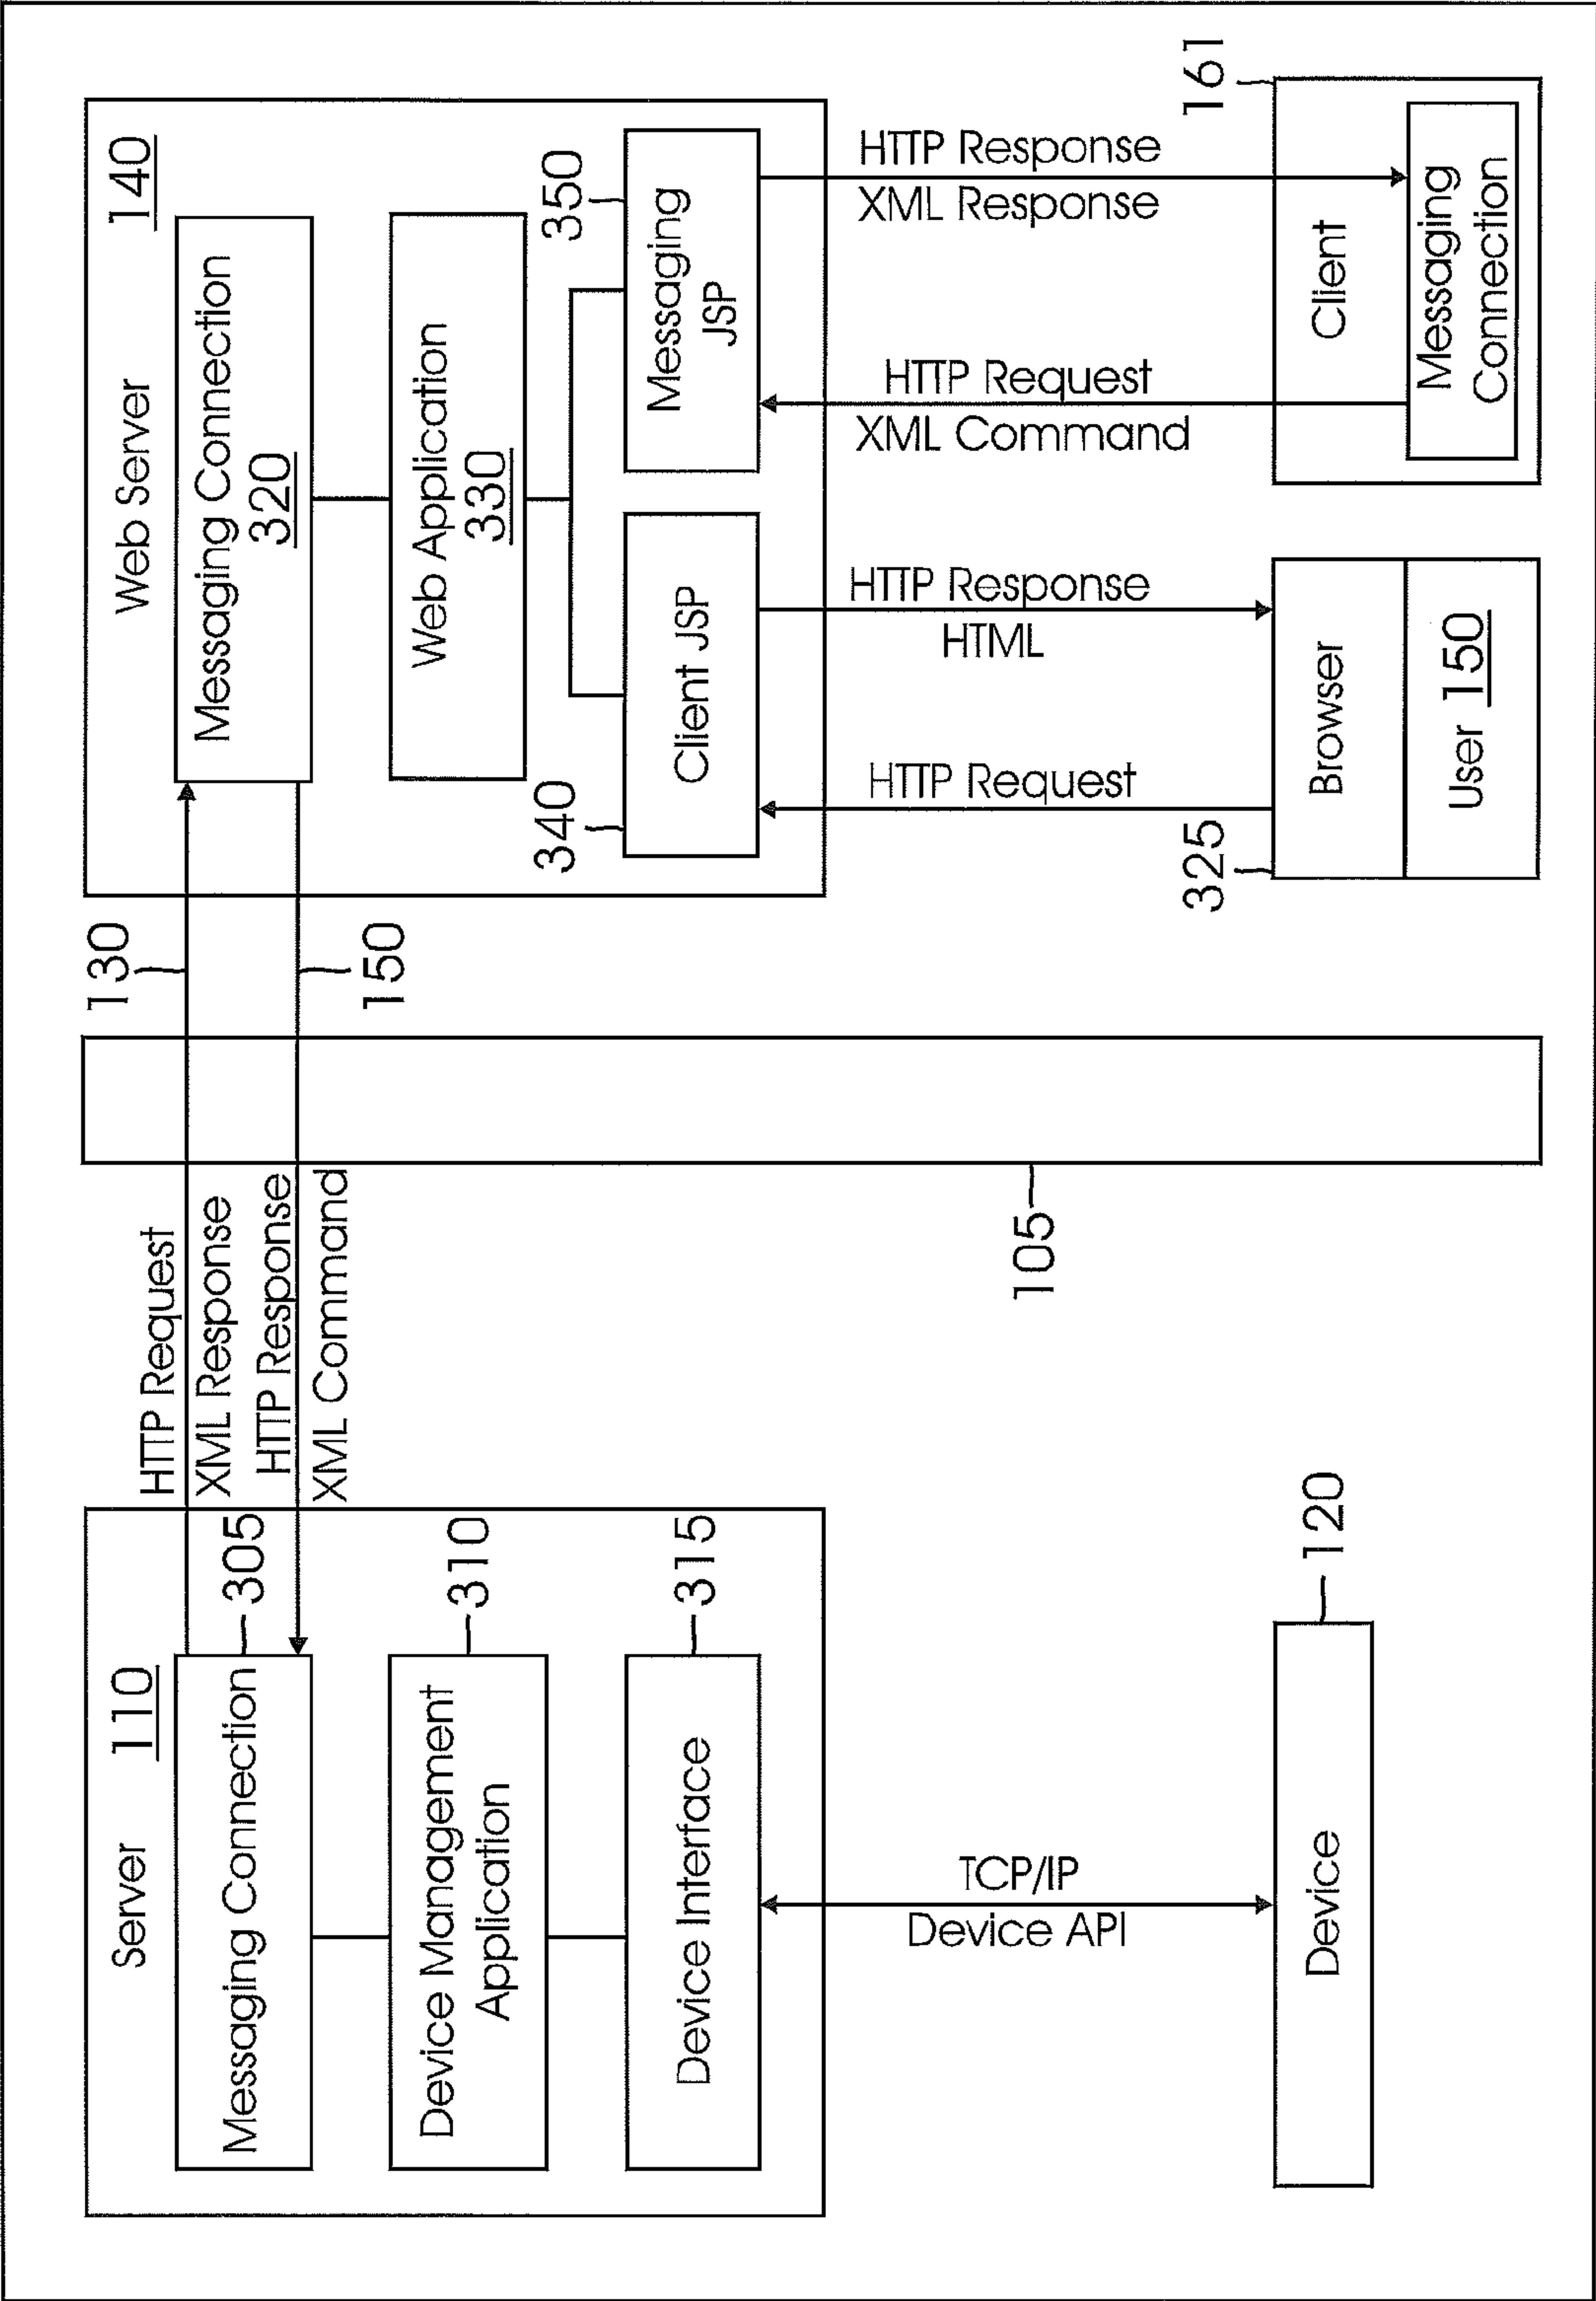 Server 110
Messaging Connection
305
Device Management
Application
310
Device Interface
315
TCP/IP
Device API
Device
120
HTTP Request
XML Response
HTTP Response
XML Command
105
130
150
Web Server 140
Messaging Connection
320
Web Application
330
340
Client JSP
350
Messaging
JSP
HTTP Request
HTTP Response
HTML
HTTP Request
XML Command
HTTP Response
XML Response
325
Browser
User 150
161
Client
Messaging
Connection